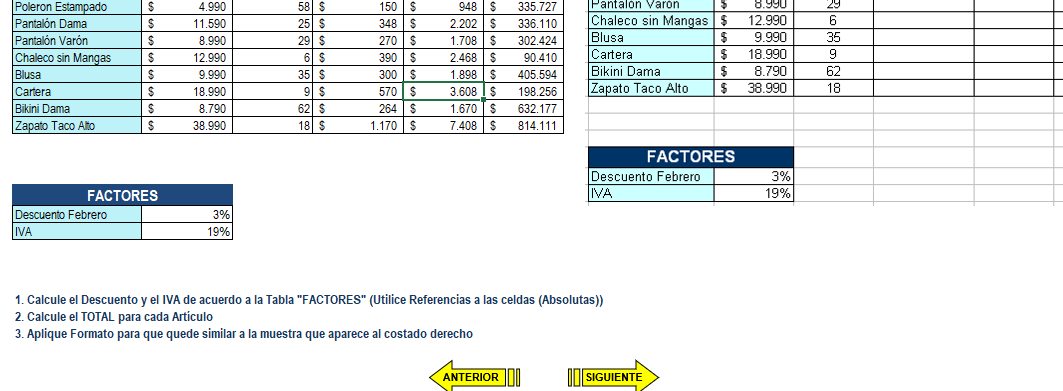 Poleron Estampado $ 4.990 58 $ 150 $ 948 $ 335.727
Pantalón Dama $ 11.590 25 $ 348 $ 2.202 $ 336.110
Pantalón Varón $ 8.990 29 $ 270 $ 1.708 $ 302.424
Chaleco sin Mangas $ 12.990 6 $ 390 $ 2.468 $ 90.410
Blusa $ 9.990 35 $ 300 $ 1.898 $ 405.594
Cartera $ 18.990 9 $ 570 $ 3.608 $ 198.256
Bikini Dama $ 8.790 62 $ 264 $ 1.670 $ 632.177
Zapato Taco Alto $ 38.990 18 $ 1.170 $ 7.408 $ 814.111
FACTORES
Descuento Febrero 3%
IVA 19%
Pantalón Varón $ 8.990 29
Chaleco sin Mangas $ 12.990 6
Blusa $ 9.990 35
Cartera $ 18.990 9
Bikini Dama $ 8.790 62
Zapato Taco Alto $ 38.990 18
FACTORES
Descuento Febrero 3%
IVA 19%
1. Calcule el Descuento y el IVA de acuerdo a la Tabla "FACTORES" (Utilice Referencias a las celdas (Absolutas))
2. Calcule el TOTAL para cada Artículo
3. Aplique Formato para que quede similar a la muestra que aparece al costado derecho
ANTERIOR
SIGUIENTE